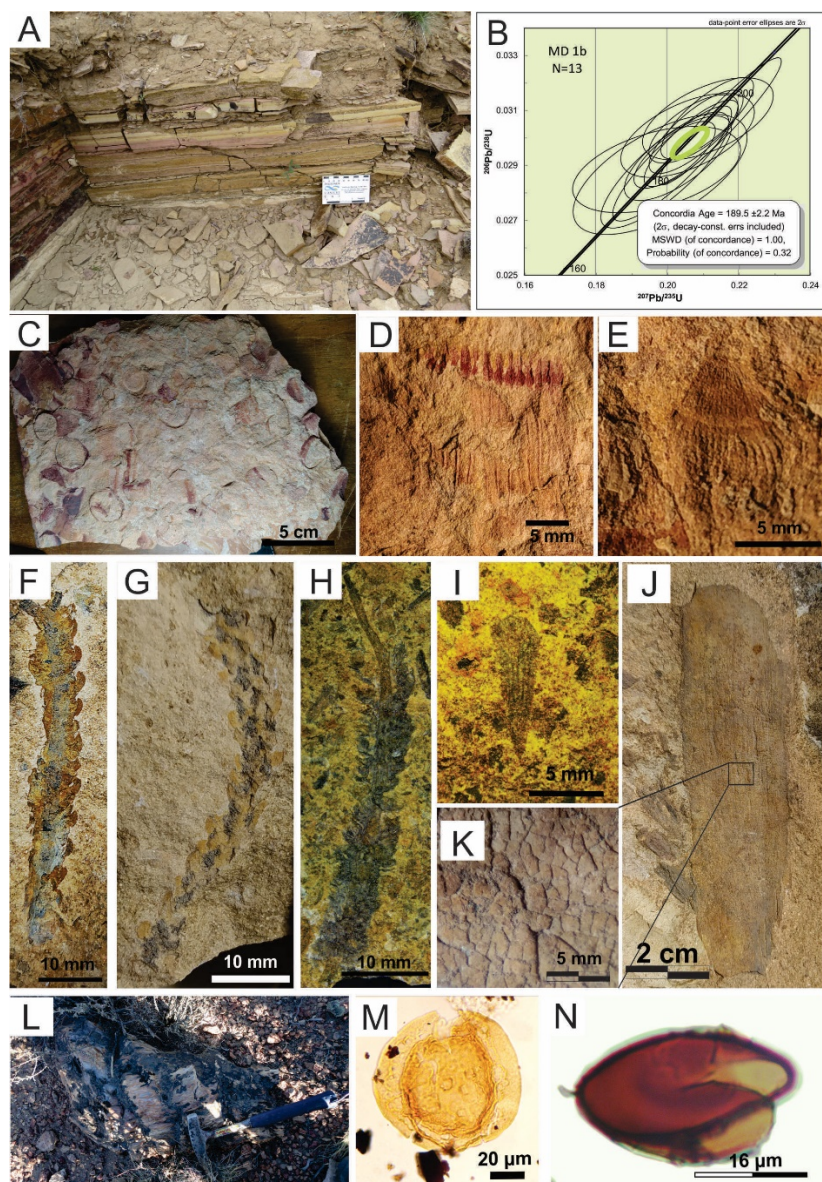 A
B
data-point error ellipses are 2σ
0.033
MD 1b
N=13
200
0.031
206Pb/238U
0.029
180
0.027
Concordia Age = 189.5 ±2.2 Ma
(2σ, decay-const. errs included)
MSWD (of concordance) = 1.00,
Probability (of concordance) = 0.32
0.025
160
0.16
0.18
0.20
0.22
0.24
207Pb/235U
C
5 cm
D
5 mm
E
5 mm
F
10 mm
G
10 mm
H
10 mm
I
5 mm
J
2 cm
K
5 mm
L
M
20 µm
N
16 µm